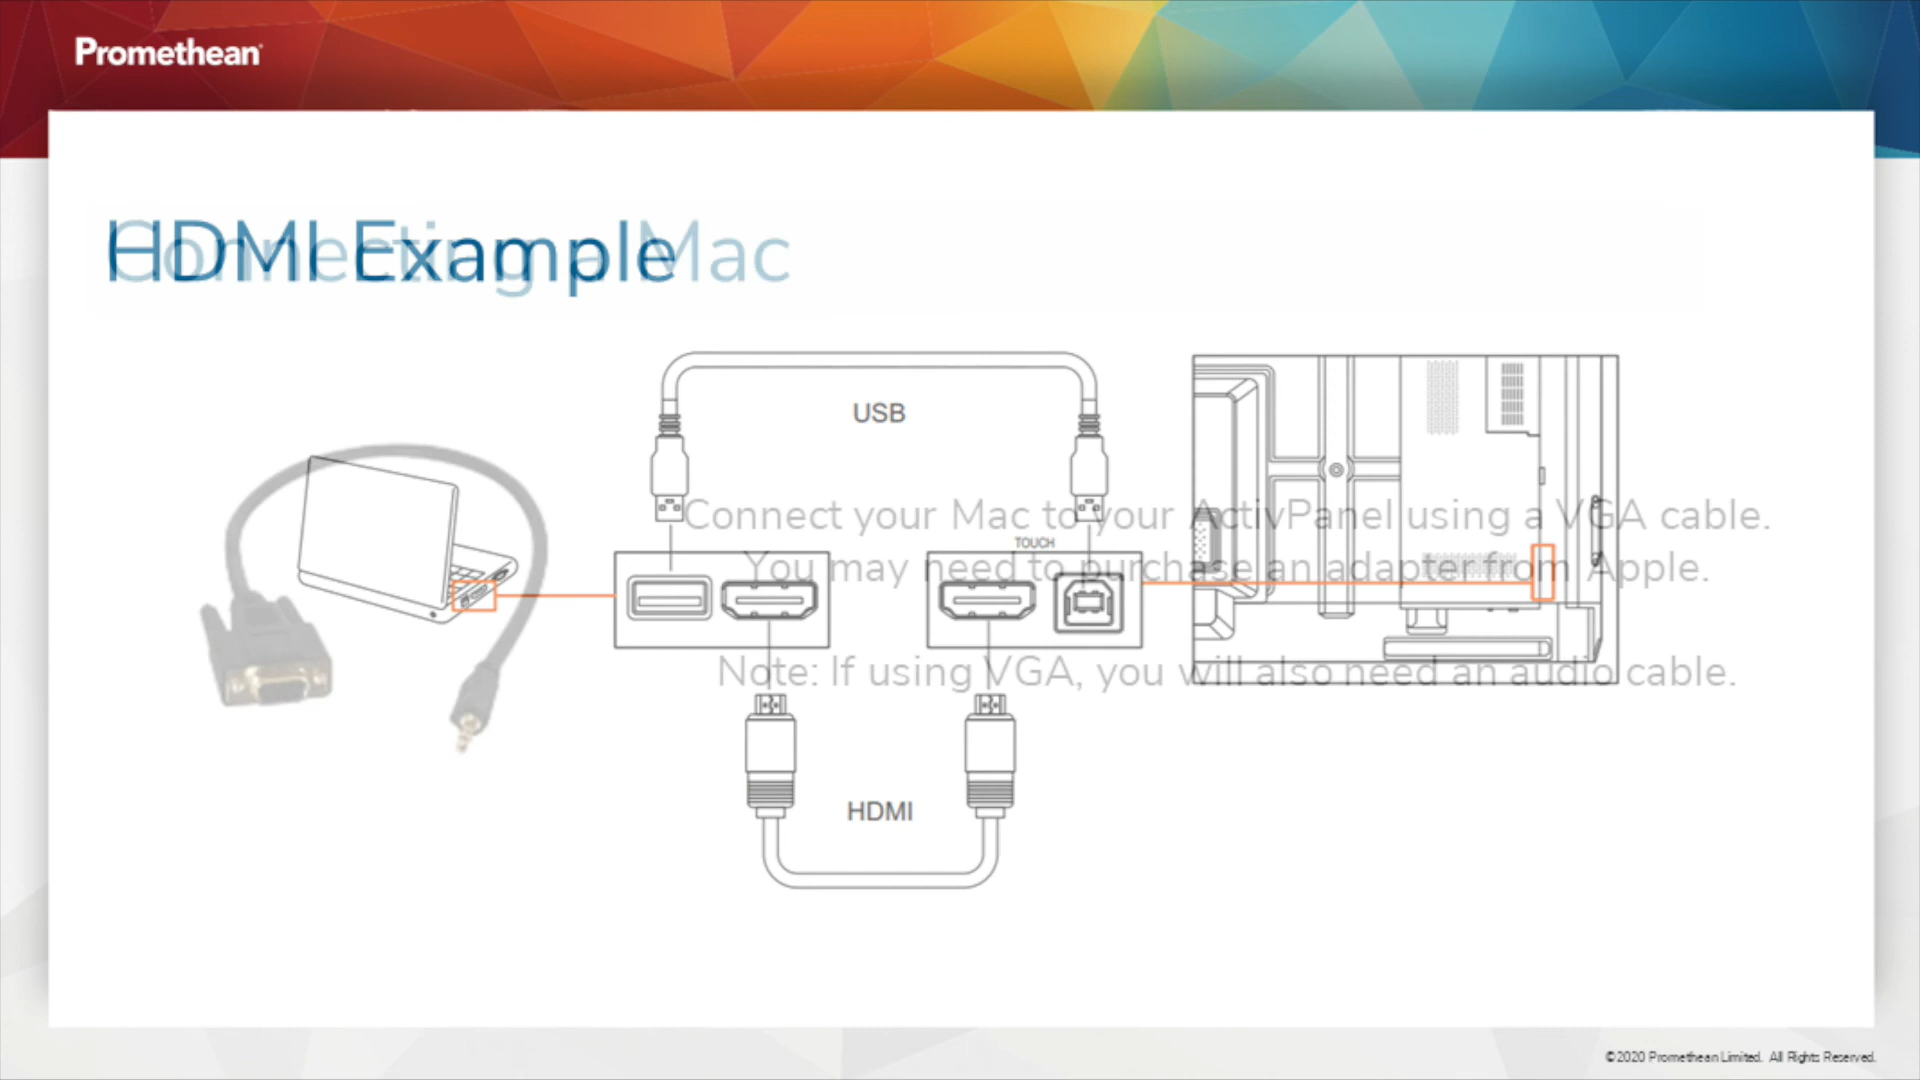 Promethean
HDMI Example
Connecting a Mac
USB
Connect your Mac to your ActivPanel using a VGA cable.
TOUCH
You may need to purchase an adapter from Apple.
Note: If using VGA, you will also need an audio cable.
HDMI
©2020 Promethean Limited. All Rights Reserved.